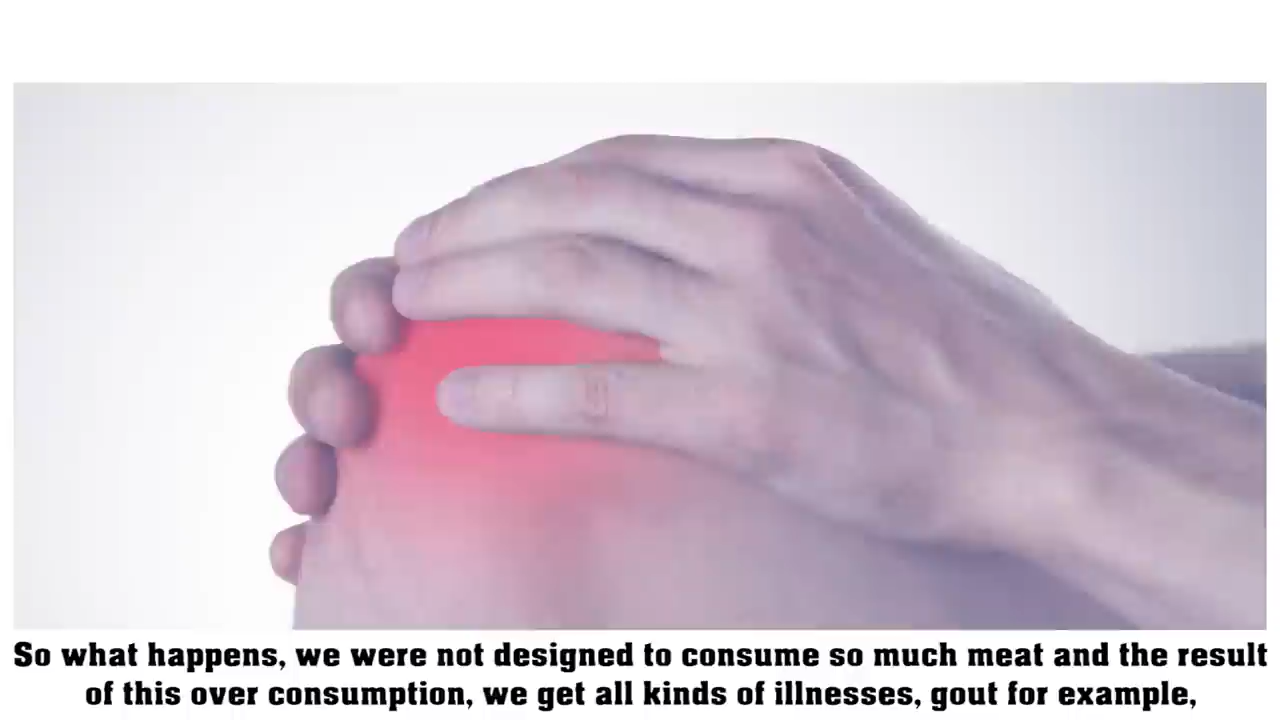 So what happens, we were not designed to consume so much meat and the result
of this over consumption, we get all kinds of illnesses, gout for example,